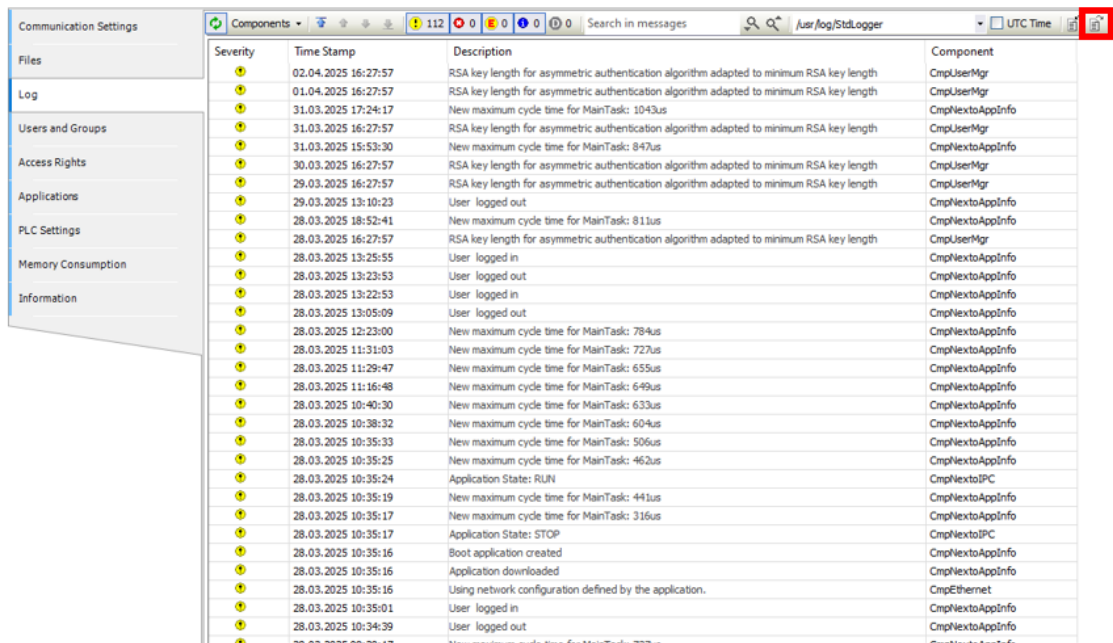 Communication Settings
Files
Log
Users and Groups
Access Rights
Applications
PLC Settings
Memory Consumption
Information
Components 112 0 E 0 0 0 Search in messages /usr/log/StdLogger UTC Time
Severity Time Stamp Description Component
02.04.2025 16:27:57 RSA key length for asymmetric authentication algorithm adapted to minimum RSA key length CmpUserMgr
01.04.2025 16:27:57 RSA key length for asymmetric authentication algorithm adapted to minimum RSA key length CmpUserMgr
31.03.2025 17:24:17 New maximum cycle time for MainTask: 1043us CmpNextoAppInfo
31.03.2025 16:27:57 RSA key length for asymmetric authentication algorithm adapted to minimum RSA key length CmpUserMgr
31.03.2025 15:53:30 New maximum cycle time for MainTask: 847us CmpNextoAppInfo
30.03.2025 16:27:57 RSA key length for asymmetric authentication algorithm adapted to minimum RSA key length CmpUserMgr
29.03.2025 16:27:57 RSA key length for asymmetric authentication algorithm adapted to minimum RSA key length CmpUserMgr
29.03.2025 13:10:23 User logged out CmpNextoAppInfo
28.03.2025 18:52:41 New maximum cycle time for MainTask: 811us CmpNextoAppInfo
28.03.2025 16:27:57 RSA key length for asymmetric authentication algorithm adapted to minimum RSA key length CmpUserMgr
28.03.2025 13:25:55 User logged in CmpNextoAppInfo
28.03.2025 13:23:53 User logged out CmpNextoAppInfo
28.03.2025 13:22:53 User logged in CmpNextoAppInfo
28.03.2025 13:05:09 User logged out CmpNextoAppInfo
28.03.2025 12:23:00 New maximum cycle time for MainTask: 784us CmpNextoAppInfo
28.03.2025 11:31:03 New maximum cycle time for MainTask: 727us CmpNextoAppInfo
28.03.2025 11:29:47 New maximum cycle time for MainTask: 655us CmpNextoAppInfo
28.03.2025 11:16:48 New maximum cycle time for MainTask: 649us CmpNextoAppInfo
28.03.2025 10:40:30 New maximum cycle time for MainTask: 633us CmpNextoAppInfo
28.03.2025 10:38:32 New maximum cycle time for MainTask: 604us CmpNextoAppInfo
28.03.2025 10:35:33 New maximum cycle time for MainTask: 506us CmpNextoAppInfo
28.03.2025 10:35:25 New maximum cycle time for MainTask: 462us CmpNextoAppInfo
28.03.2025 10:35:24 Application State: RUN CmpNextoIPC
28.03.2025 10:35:19 New maximum cycle time for MainTask: 441us CmpNextoAppInfo
28.03.2025 10:35:17 New maximum cycle time for MainTask: 316us CmpNextoAppInfo
28.03.2025 10:35:17 Application State: STOP CmpNextoIPC
28.03.2025 10:35:16 Boot application created CmpNextoAppInfo
28.03.2025 10:35:16 Application downloaded CmpNextoAppInfo
28.03.2025 10:35:16 Using network configuration defined by the application. CmpEthernet
28.03.2025 10:35:01 User logged in CmpNextoAppInfo
28.03.2025 10:34:39 User logged out CmpNextoAppInfo